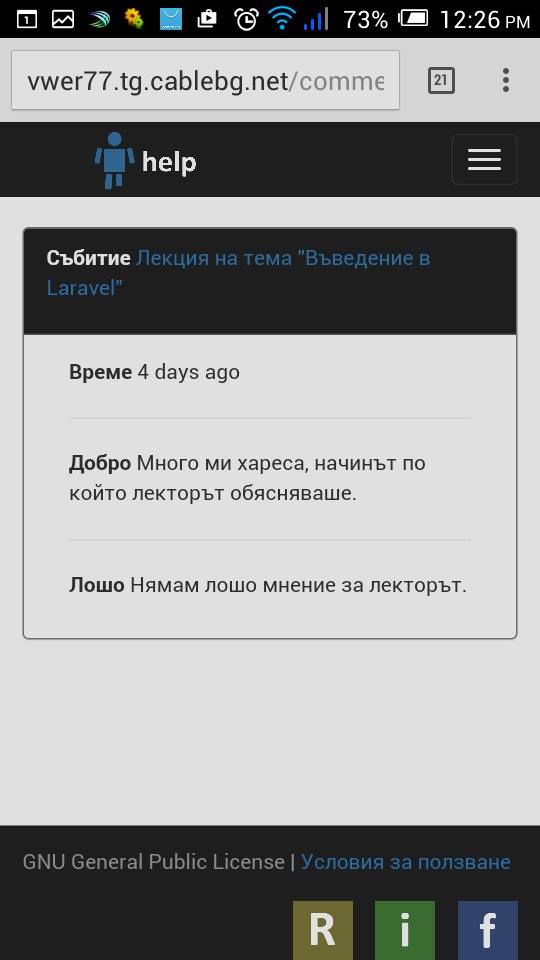 1
73%
12:26 PM
vwer77.tg.cablebg.net/comme
21
help
Събитие Лекция на тема "Въведение в
Laravel"
Време 4 days ago
Добро Много ми хареса, начинът по
който лекторът обясняваше.
Лошо Нямам лошо мнение за лекторът.
GNU General Public License | Условия за ползване
R i f